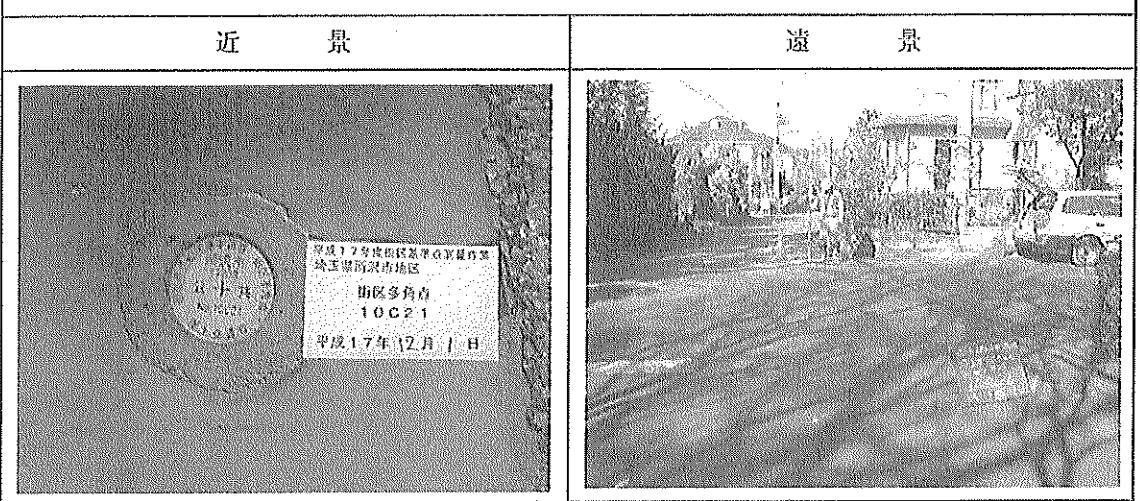 近 景
遠 景
平成17年度街区基準点測量作業
埼玉県所沢市地区
街区多角点
10C21
平成17年12月1日